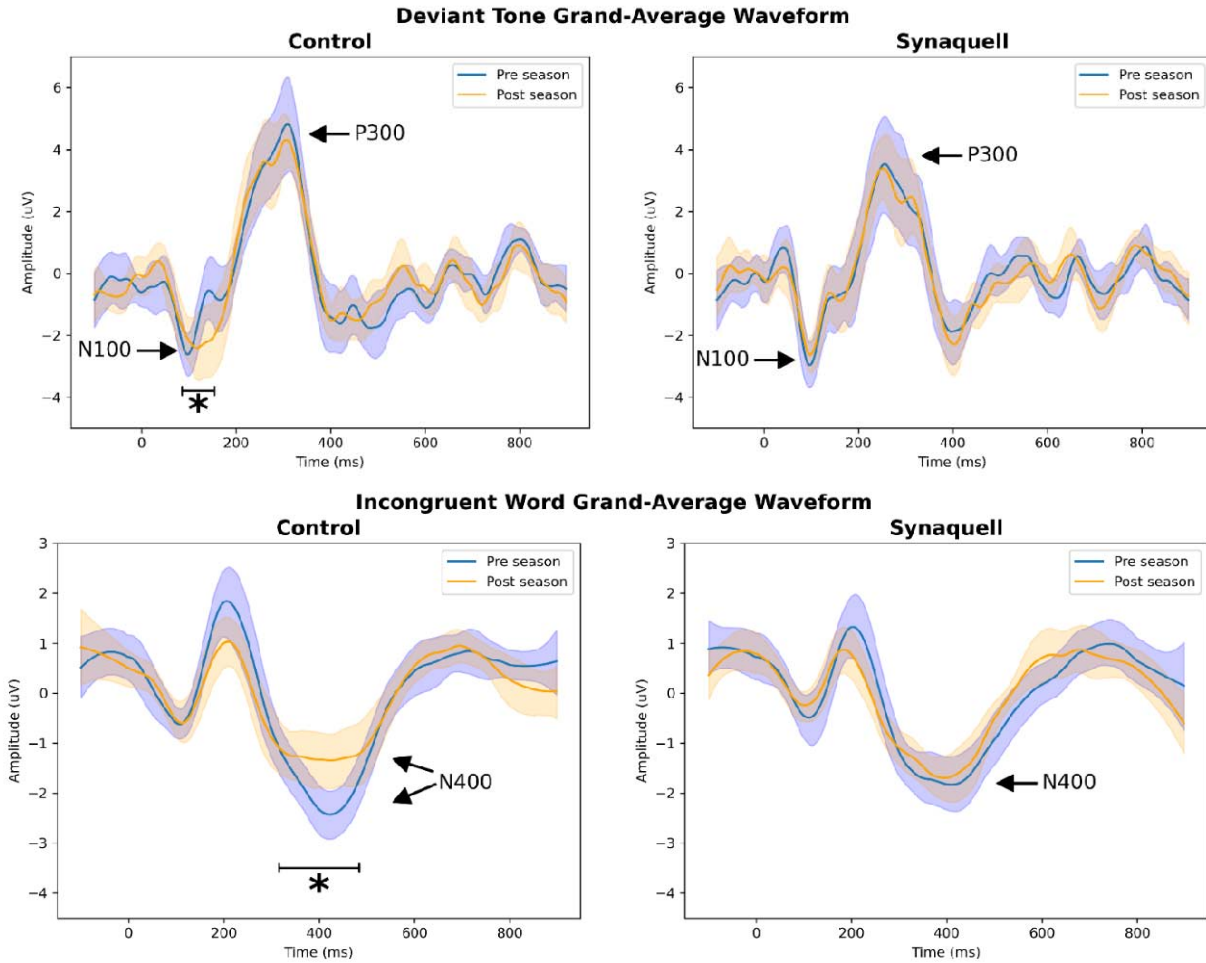 Deviant Tone Grand-Average Waveform
Control
Synaquell
Pre season
Post season
P300
N100
*
6
4
2
0
−2
−4
Amplitude (uV)
0 200 400 600 800
Time (ms)
Pre season
Post season
P300
N100
6
4
2
0
−2
−4
Amplitude (uV)
0 200 400 600 800
Time (ms)
Incongruent Word Grand-Average Waveform
Control
Synaquell
Pre season
Post season
N400
*
3
2
1
0
−1
−2
−3
−4
Amplitude (uV)
0 200 400 600 800
Time (ms)
Pre season
Post season
N400
3
2
1
0
−1
−2
−3
−4
Amplitude (uV)
0 200 400 600 800
Time (ms)